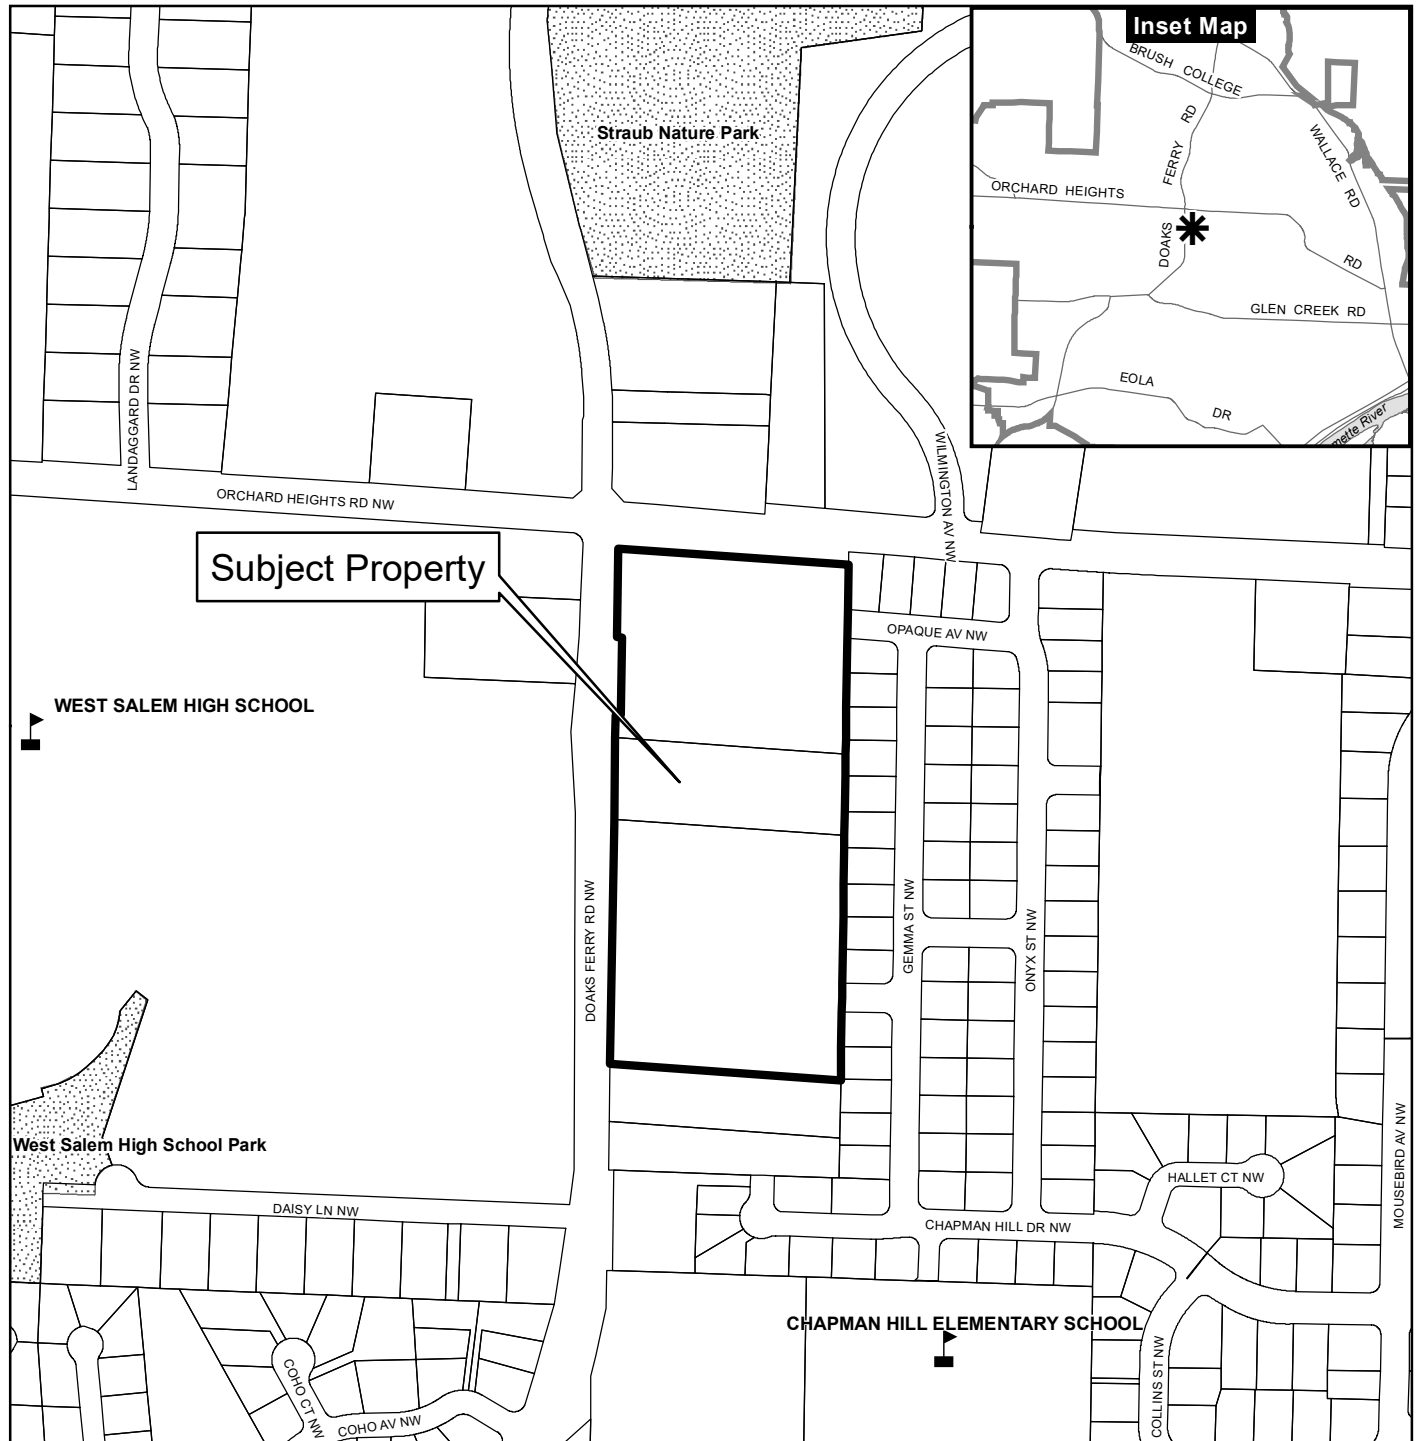 Inset Map
BRUSH COLLEGE
FERRY RD
WALLACE RD
ORCHARD HEIGHTS
DOAKS
RD
GLEN CREEK RD
EOLA
DR
mette River
Straub Nature Park
LANDAGGARD DR NW
WILMINGTON AV NW
ORCHARD HEIGHTS RD NW
Subject Property
OPAQUE AV NW
WEST SALEM HIGH SCHOOL
DOAKS FERRY RD NW
GEMMA ST NW
ONYX ST NW
West Salem High School Park
MOUSEBIRD AV NW
HALLET CT NW
DAISY LN NW
CHAPMAN HILL DR NW
CHAPMAN HILL ELEMENTARY SCHOOL
COHO CT NW
COLLINS ST NW
COHO AV NW